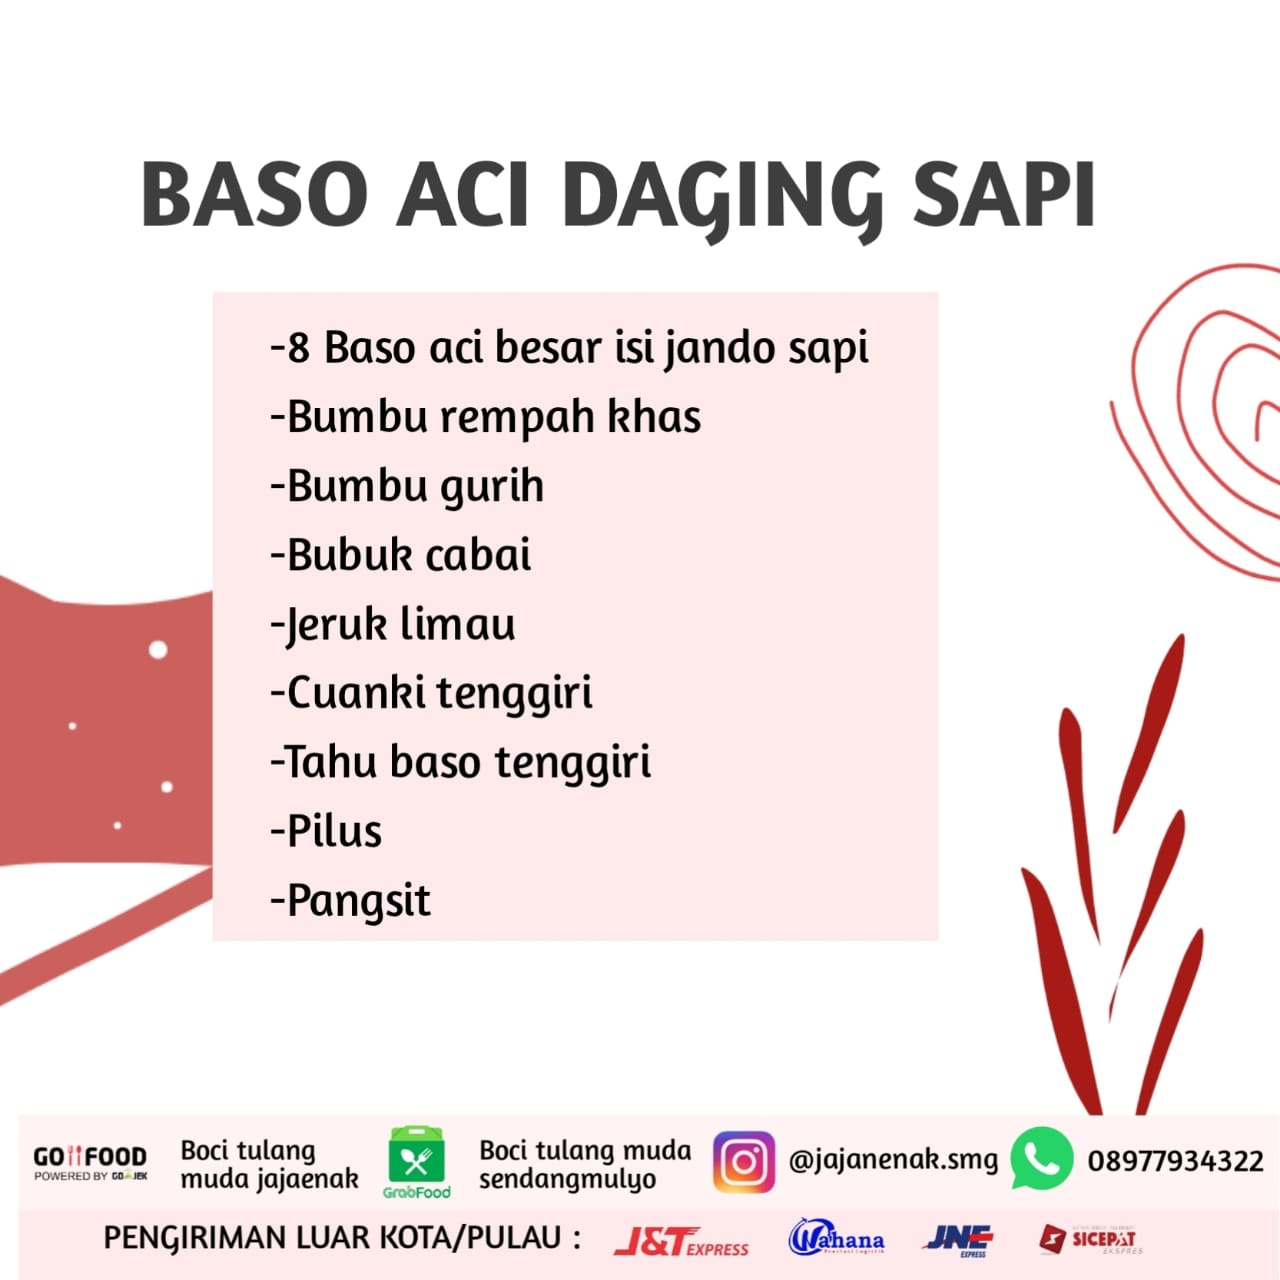 BASO ACI DAGING SAPI
-8 Baso aci besar isi jando sapi
-Bumbu rempah khas
-Bumbu gurih
-Bubuk cabai
-Jeruk limau
-Cuanki tenggiri
-Tahu baso tenggiri
-Pilus
-Pangsit
GO FOOD
POWERED BY GOJEK
Boci tulang
muda jajaenak
GrabFood
Boci tulang muda
sendangmulyo
@jajanenak.smg
08977934322
PENGIRIMAN LUAR KOTA/PULAU :
J&T EXPRESS
Wahana
Prestasi Logistik
JNE
EXPRESS
SICEPAT
EKSPRES